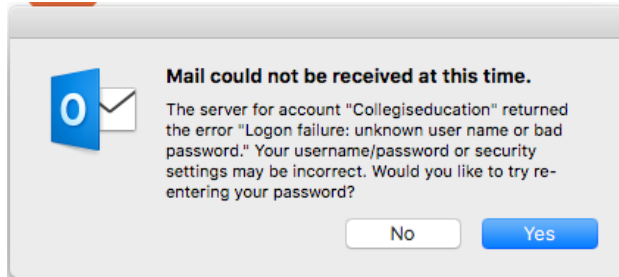 Mail could not be received at this time.
The server for account "Collegiseducation" returned
the error "Logon failure: unknown user name or bad
password." Your username/password or security
settings may be incorrect. Would you like to try re-
entering your password?
No
Yes